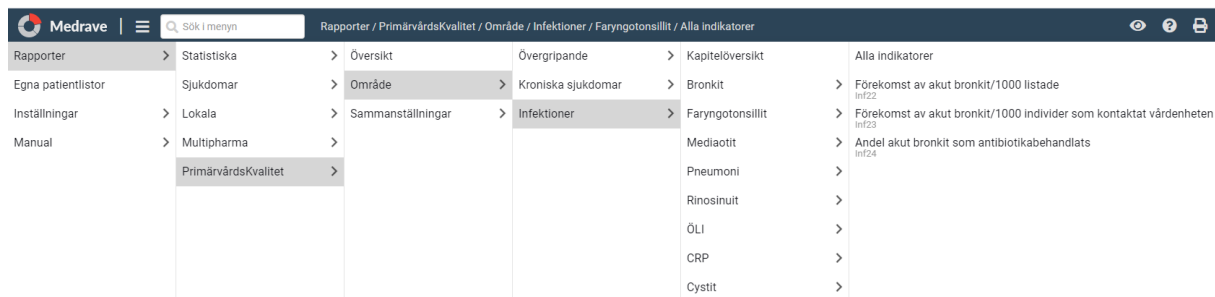 Medrave
Sök i menyn
Rapporter / PrimärvårdsKvalitet / Område / Infektioner / Faryngotonsillit / Alla indikatorer
Rapporter
Egna patientlistor
Inställningar
Manual
Statistiska
Sjukdomar
Lokala
Multipharma
PrimärvårdsKvalitet
Översikt
Område
Sammanställningar
Övergripande
Kroniska sjukdomar
Infektioner
Kapitelöversikt
Bronkit
Faryngotonsillit
Mediaotit
Pneumoni
Rinosinuit
ÖLI
CRP
Cystit
Alla indikatorer
Förekomst av akut bronkit/1000 listade
Inf22
Förekomst av akut bronkit/1000 individer som kontaktat vårdenheten
Inf23
Andel akut bronkit som antibiotikabehandlats
Inf24